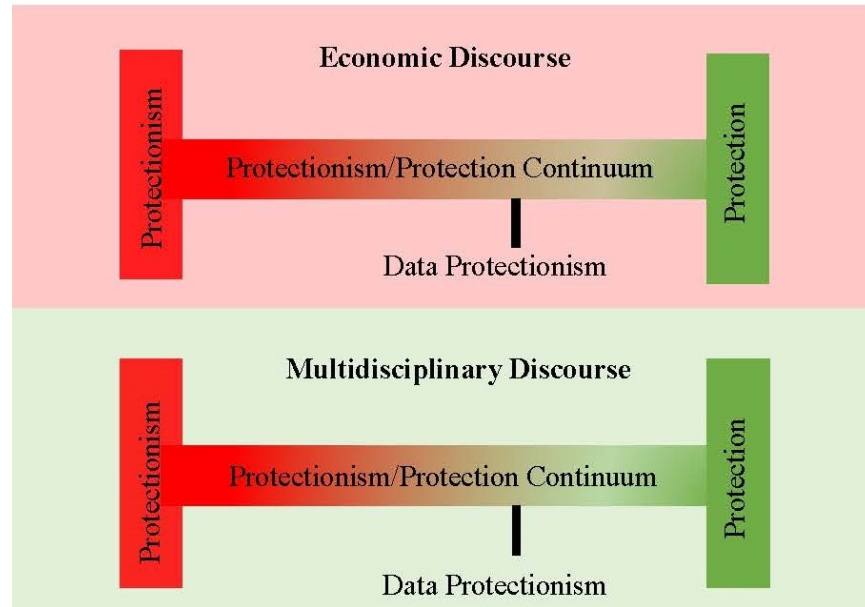 Economic Discourse
Protectionism
Protectionism/Protection Continuum
Protection
Data Protectionism
Multidisciplinary Discourse
Protectionism
Protectionism/Protection Continuum
Protection
Data Protectionism